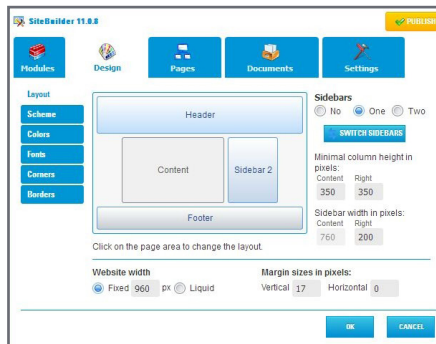 SiteBuilder 11.0.8
PUBLISH
Modules
Design
Pages
Documents
Settings
Layout
Scheme
Colors
Fonts
Corners
Borders
Header
Content
Sidebar 2
Footer
Click on the page area to change the layout.
Sidebars
No One Two
SWITCH SIDEBARS
Minimal column height in
pixels:
Content Right
350 350
Sidebar width in pixels:
Content Right
760 200
Website width
Fixed 960 px Liquid
Margin sizes in pixels:
Vertical 17 Horizontal 0
OK
CANCEL